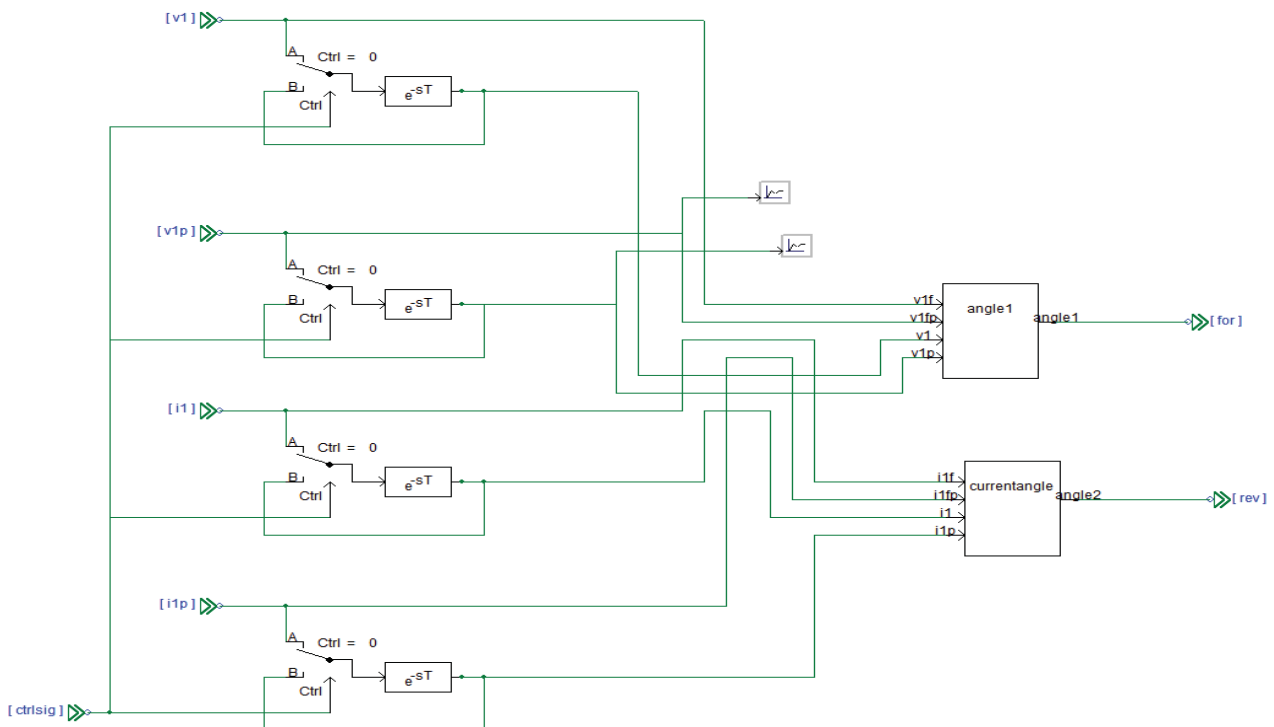 [ v1]
A
Ctrl = 0
B
Ctrl
e-sT
[ v1p]
A
Ctrl = 0
B
Ctrl
e-sT
v1f
v1fp
v1
v1p
angle1
angle1
[ for ]
[ i1 ]
A
Ctrl = 0
B
Ctrl
e-sT
i1f
i1fp
i1
i1p
currentangle
angle2
[ rev ]
[ i1p ]
A
Ctrl = 0
B
Ctrl
e-sT
[ ctrlsig ]